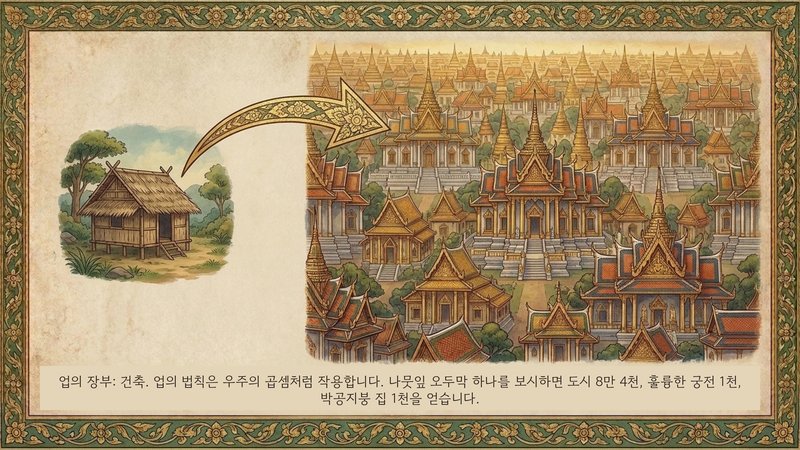 업의 장부: 건축. 업의 법칙은 우주의 곱셈처럼 작용합니다. 나뭇잎 오두막 하나를 보시하면 도시 8만 4천, 훌륭한 궁전 1천,
박공지붕 집 1천을 얻습니다.